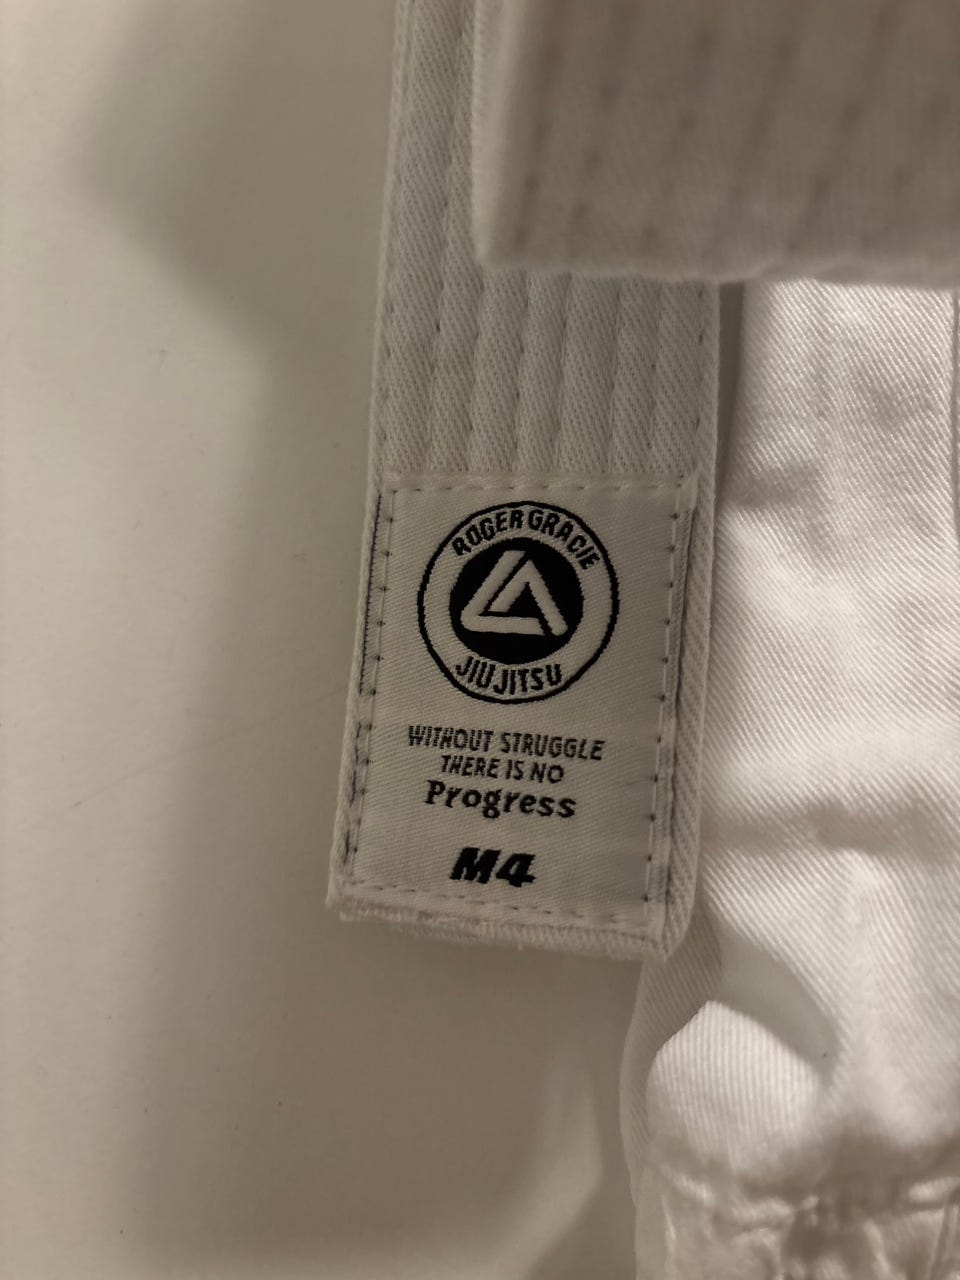 ROGER GRACIE
JIU JITSU
WITHOUT STRUGGLE
THERE IS NO
Progress
M4